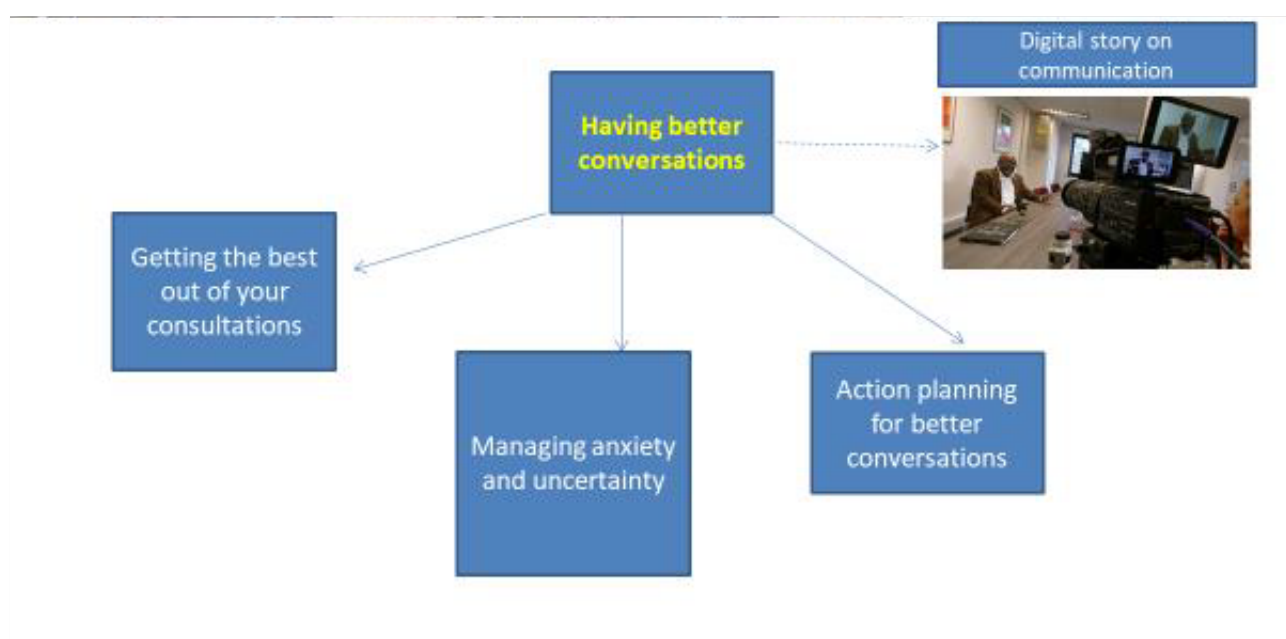 Digital story on
communication
Having better
conversations
Getting the best
out of your
consultations
Managing anxiety
and uncertainty
Action planning
for better
conversations